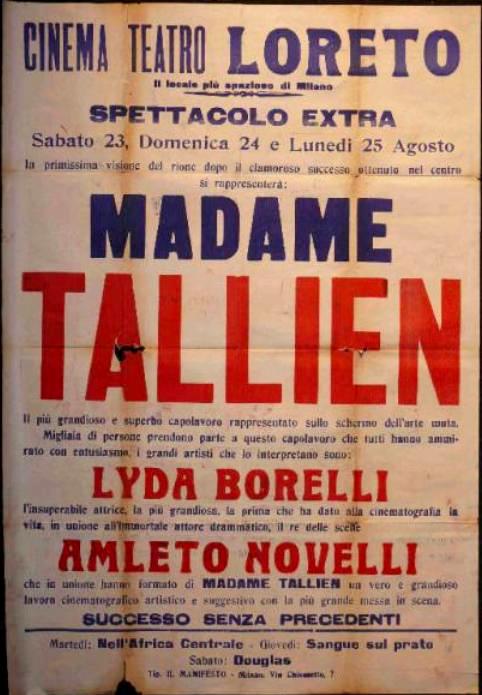 CINEMA TEATRO LORETO
Il locale più spazioso di Milano
SPETTACOLO EXTRA
Sabato 23, Domenica 24 e Lunedì 25 Agosto
In primissima visione del rione dopo il clamoroso successo ottenuto nel centro
si rappresenterà:
MADAME
TALLIEN
Il più grandioso e superbo capolavoro rappresentato sullo schermo dell'arte muta.
Migliaia di persone prendono parte a questo capolavoro che tutti hanno ammi-
rato con entusiasmo, i grandi artisti che lo interpretano sono:
LYDA BORELLI
l'insuperabile attrice, la più grandiosa, la prima che ha dato alla cinematografia la
vita, in unione all'immortale attore drammatico, il re delle scene
AMLETO NOVELLI
che in unione hanno formato di MADAME TALLIEN un vero e grandioso
lavoro cinematografico artistico e suggestivo con la più grande messa in scena.
SUCCESSO SENZA PRECEDENTI
Martedì: Nell'Africa Centrale - Giovedì: Sangue sul prato
Sabato: Douglas
Tip. IL MANIFESTO - Milano, Via 7